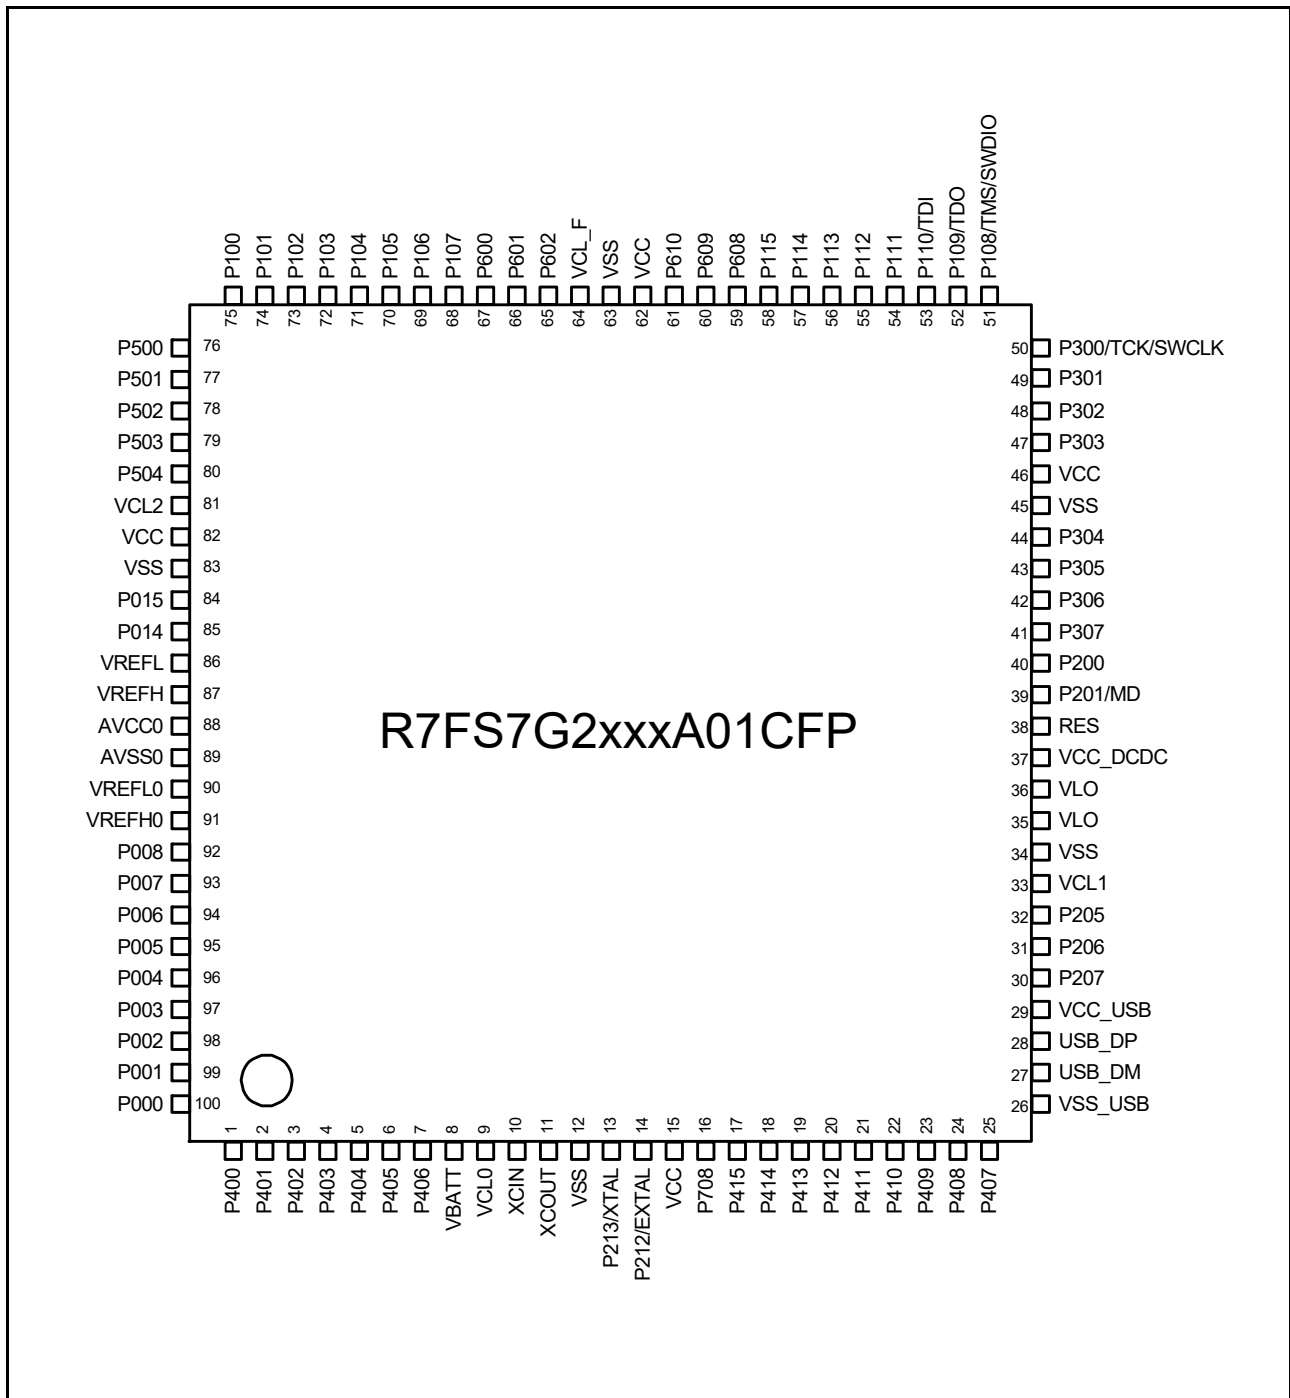 P100
P101
P102
P103
P104
P105
P106
P107
P600
P601
P602
VCL_F
VSS
VCC
P610
P609
P608
P115
P114
P113
P112
P111
P110/TDI
P109/TDO
P108/TMS/SWDIO
75
74
73
72
71
70
69
68
67
66
65
64
63
62
61
60
59
58
57
56
55
54
53
52
51
P500 76
P501 77
P502 78
P503 79
P504 80
VCL2 81
VCC 82
VSS 83
P015 84
P014 85
VREFL 86
VREFH 87
AVCC0 88
AVSS0 89
VREFL0 90
VREFH0 91
P008 92
P007 93
P006 94
P005 95
P004 96
P003 97
P002 98
P001 99
P000 100
R7FS7G2xxxA01CFP
50 P300/TCK/SWCLK
49 P301
48 P302
47 P303
46 VCC
45 VSS
44 P304
43 P305
42 P306
41 P307
40 P200
39 P201/MD
38 RES
37 VCC_DCDC
36 VLO
35 VLO
34 VSS
33 VCL1
32 P205
31 P206
30 P207
29 VCC_USB
28 USB_DP
27 USB_DM
26 VSS_USB
1
2
3
4
5
6
7
8
9
10
11
12
13
14
15
16
17
18
19
20
21
22
23
24
25
P400
P401
P402
P403
P404
P405
P406
VBATT
VCL0
XCIN
XCOUT
VSS
P213/XTAL
P212/EXTAL
VCC
P708
P415
P414
P413
P412
P411
P410
P409
P408
P407